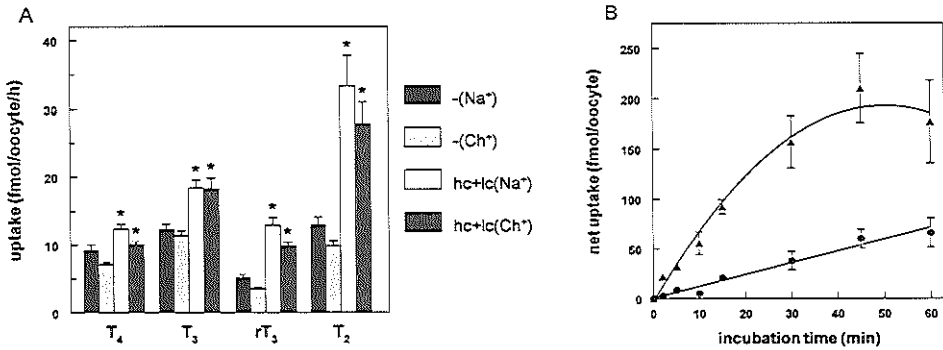 A
uptake (fmol/oocyte/h)
40
30
20
10
0
* * * * * * * *
T₄ T₃ rT₃ T₂
-(Na⁺)
-(Ch⁺)
hc+lc(Na⁺)
hc+lc(Ch⁺)
B
net uptake (fmol/oocyte)
250
200
150
100
50
0
0 10 20 30 40 50 60
incubation time (min)